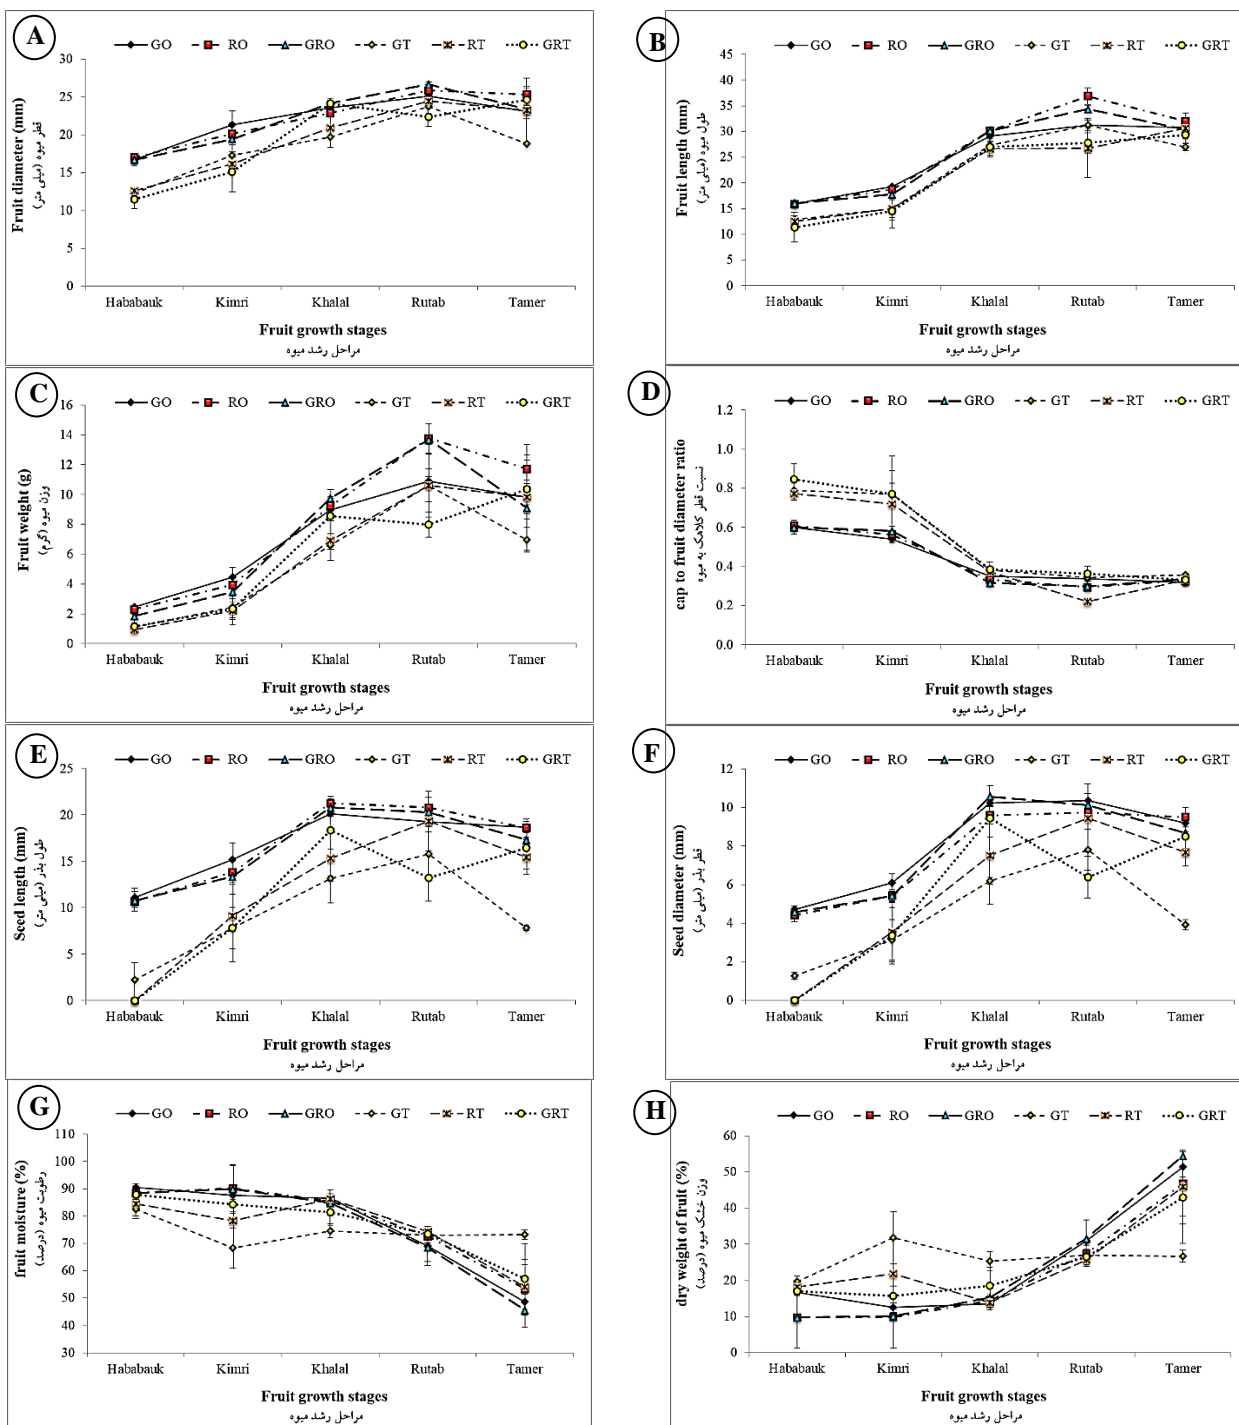 A
GO RO GRO GT RT GRT
Fruit diameter (mm)
قطر میوه (میلی متر)
30
25
20
15
10
5
0
Hababauk Kimri Khalal Rutab Tamer
Fruit growth stages
مراحل رشد میوه
B
GO RO GRO GT RT GRT
Fruit length (mm)
طول میوه (میلی متر)
45
40
35
30
25
20
15
10
5
0
Hababauk Kimri Khalal Rutab Tamer
Fruit growth stages
مراحل رشد میوه
C
GO RO GRO GT RT GRT
Fruit weight (g)
وزن میوه (گرم)
16
14
12
10
8
6
4
2
0
Hababauk Kimri Khalal Rutab Tamer
Fruit growth stages
مراحل رشد میوه
D
GO RO GRO GT RT GRT
cap to fruit diameter ratio
نسبت قطر کلاهک به میوه
1.2
1.0
0.8
0.6
0.4
0.2
0.0
Hababauk Kimri Khalal Rutab Tamer
Fruit growth stages
مراحل رشد میوه
E
GO RO GRO GT RT GRT
Seed length (mm)
طول بذر (میلی متر)
25
20
15
10
5
0
Hababauk Kimri Khalal Rutab Tamer
Fruit growth stages
مراحل رشد میوه
F
GO RO GRO GT RT GRT
Seed diameter (mm)
قطر بذر (میلی متر)
12
10
8
6
4
2
0
Hababauk Kimri Khalal Rutab Tamer
Fruit growth stages
مراحل رشد میوه
G
GO RO GRO GT RT GRT
fruit moisture (%)
رطوبت میوه (درصد)
110
100
90
80
70
60
50
40
30
Hababauk Kimri Khalal Rutab Tamer
Fruit growth stages
مراحل رشد میوه
H
GO RO GRO GT RT GRT
dry weight of fruit (%)
وزن خشک میوه (درصد)
60
50
40
30
20
10
0
Hababauk Kimri Khalal Rutab Tamer
Fruit growth stages
مراحل رشد میوه